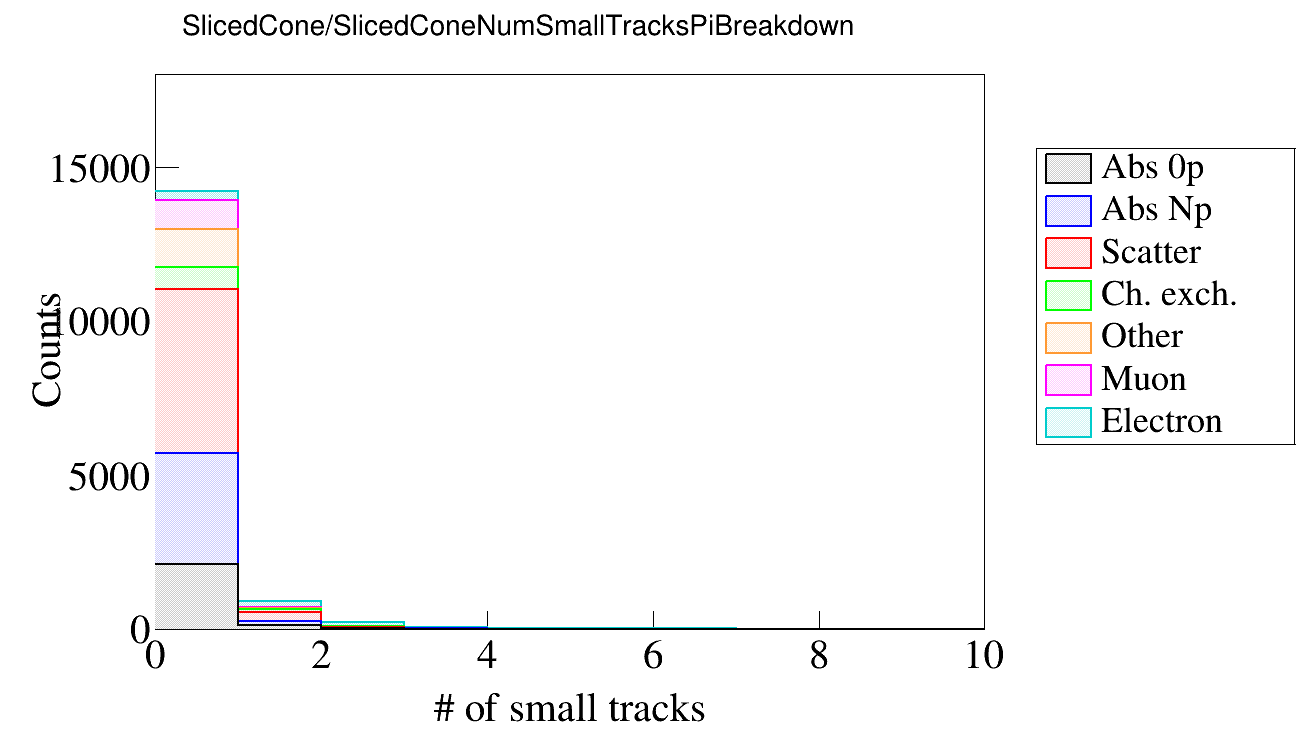 SlicedCone/SlicedConeNumSmallTracksPiBreakdown
15000
10000
5000
0
Counts
0 2 4 6 8 10
# of small tracks
Abs 0p
Abs Np
Scatter
Ch. exch.
Other
Muon
Electron